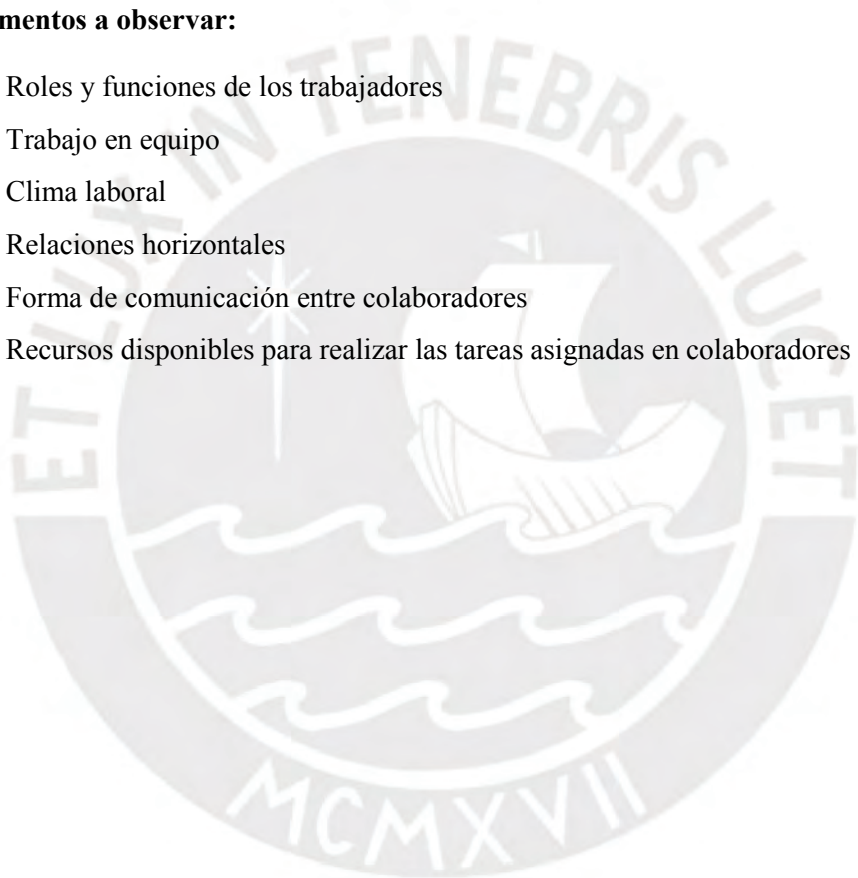 mentos a observar:
Roles y funciones de los trabajadores
Trabajo en equipo
Clima laboral
Relaciones horizontales
Forma de comunicación entre colaboradores
Recursos disponibles para realizar las tareas asignadas en colaboradores
ET LUX IN TENEBRIS LUCET
MCMXVII